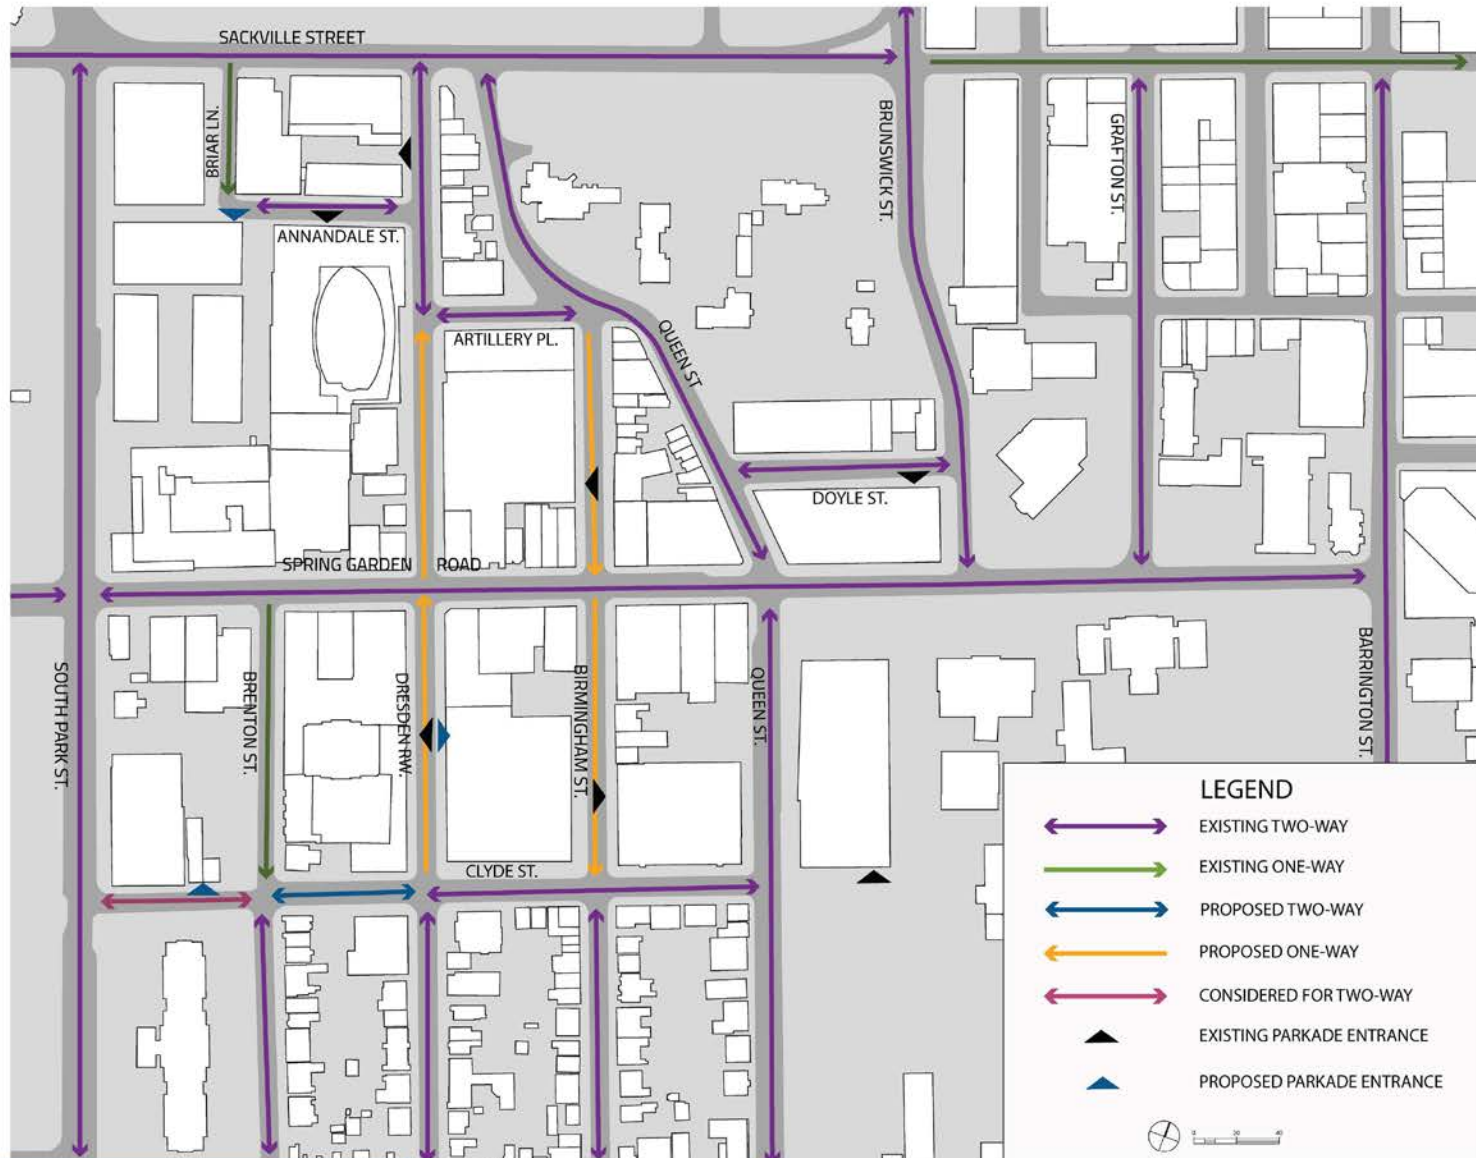 SACKVILLE STREET
BRIAR LN.
BRUNSWICK ST.
GRAFTON ST.
ANNANDALE ST.
ARTILLERY PL.
QUEEN ST
DOYLE ST.
SPRING GARDEN ROAD
SOUTH PARK ST.
BRENTON ST.
DRESDEN RW.
BIRMINGHAM ST.
QUEEN ST.
BARRINGTON ST.
CLYDE ST.
LEGEND
EXISTING TWO-WAY
EXISTING ONE-WAY
PROPOSED TWO-WAY
PROPOSED ONE-WAY
CONSIDERED FOR TWO-WAY
EXISTING PARKADE ENTRANCE
PROPOSED PARKADE ENTRANCE